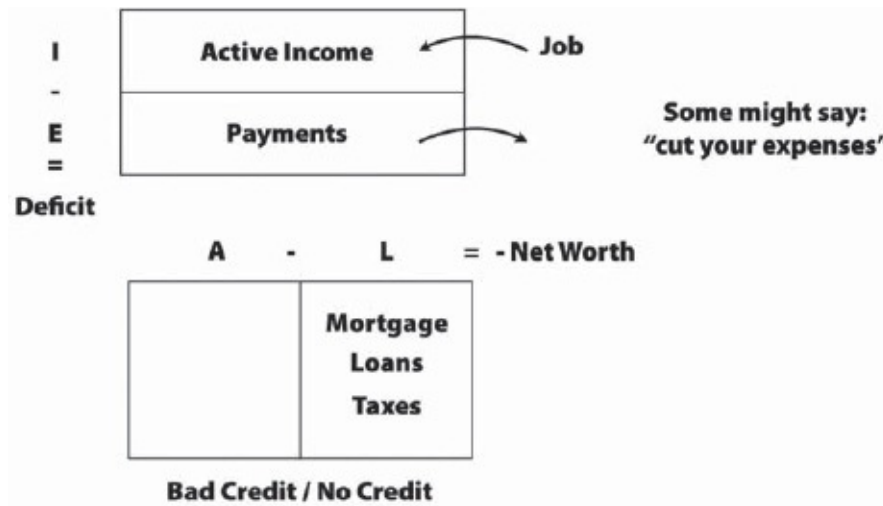 I
Active Income
Job
-
E
Payments
=
Some might say:
“cut your expenses”
Deficit
A - L = - Net Worth
Mortgage
Loans
Taxes
Bad Credit / No Credit